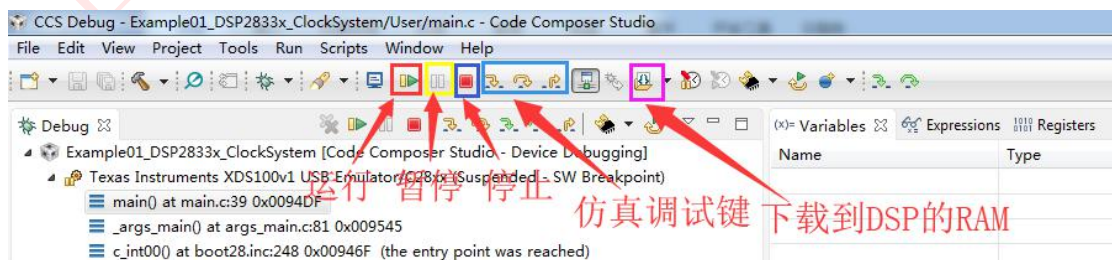 CCS Debug - Example01_DSP2833x_ClockSystem/User/main.c - Code Composer Studio
File Edit View Project Tools Run Scripts Window Help
Debug
(x)= Variables Expressions Registers
Name Type
Example01_DSP2833x_ClockSystem [Code Composer Studio - Device Debugging]
Texas Instruments XDS100v1 USB Emulator/C28xx (Suspended - SW Breakpoint)
运行 暂停 停止 仿真调试键 下载到DSP的RAM
main() at main.c:39 0x0094DF
_args_main() at args_main.c:81 0x009545
c_int00() at boot28.inc:248 0x00946F (the entry point was reached)